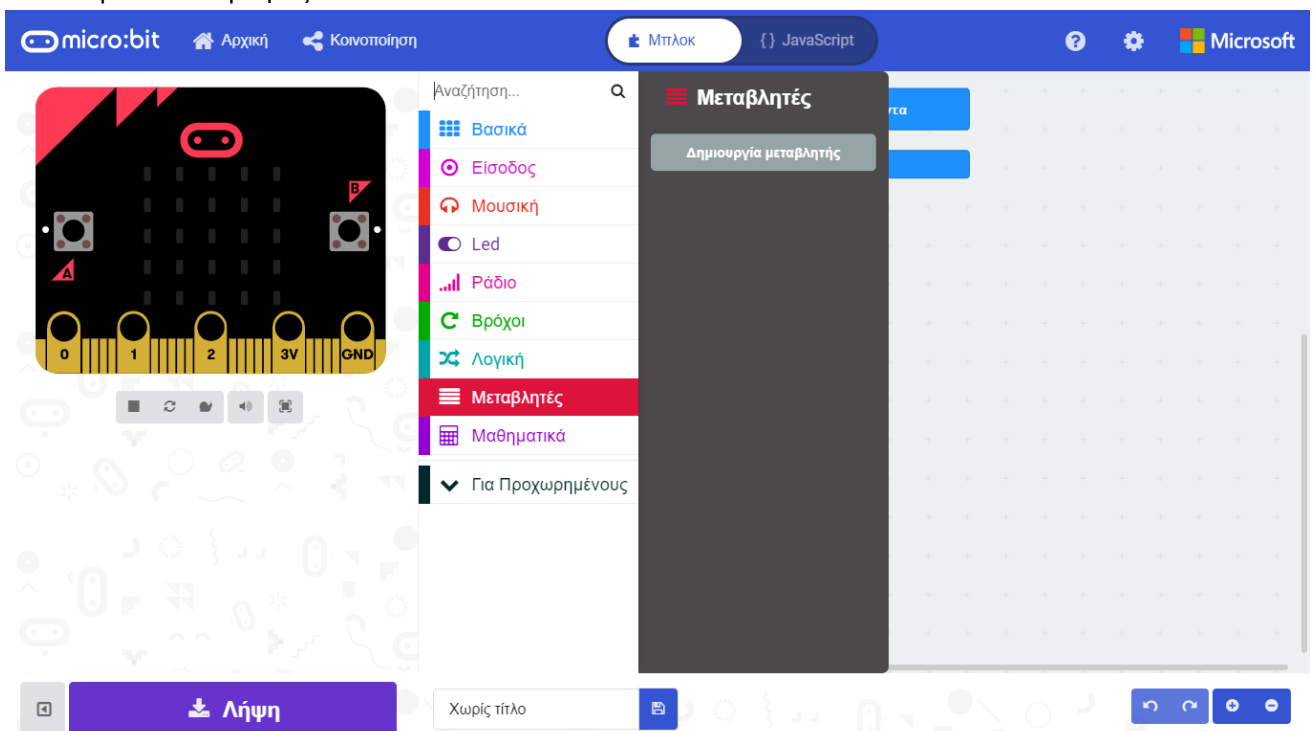 micro:bit Αρχική Κοινοποίηση Μπλοκ {} JavaScript Microsoft
Αναζήτηση...
Βασικά
Είσοδος
Μουσική
Led
Ράδιο
Βρόχοι
Λογική
Μεταβλητές
Μαθηματικά
Για Προχωρημένους
Μεταβλητές
Δημιουργία μεταβλητής
B
A
0 1 2 3V GND
Λήψη
Χωρίς τίτλο